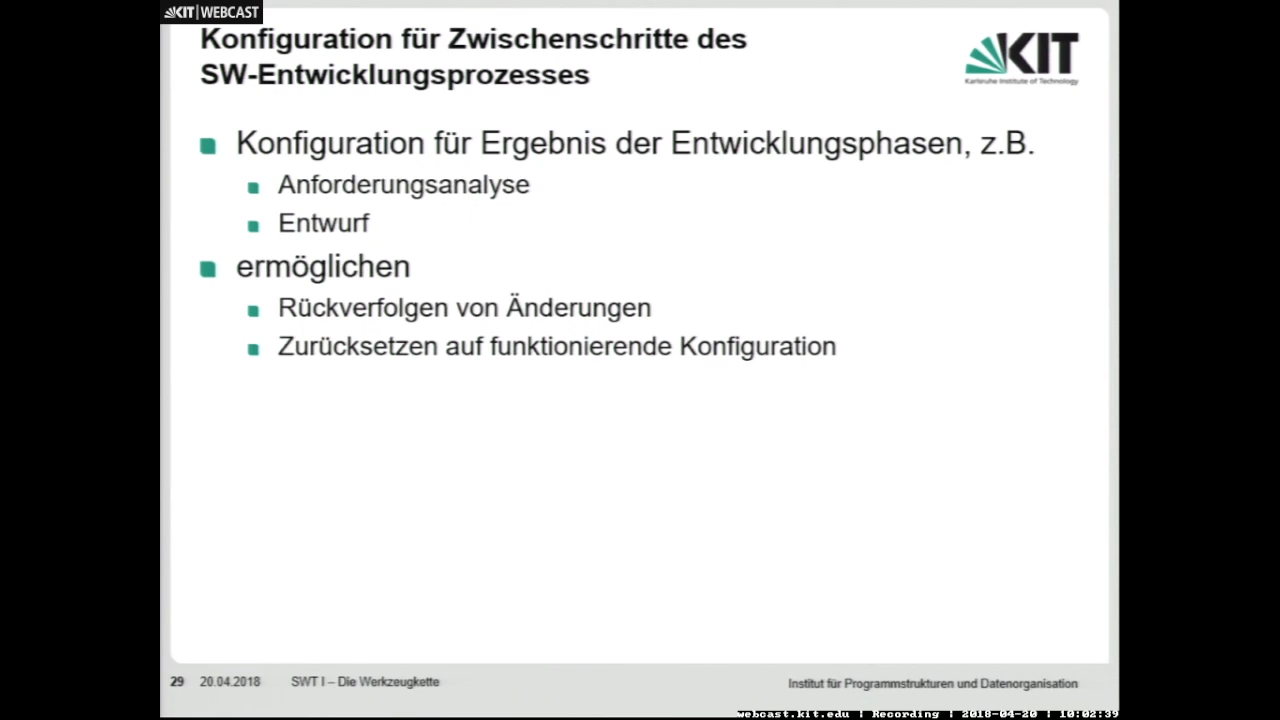 KIT | WEBCAST
Konfiguration für Zwischenschritte des
SW-Entwicklungsprozesses
KIT
Karlsruhe Institute of Technology
Konfiguration für Ergebnis der Entwicklungsphasen, z.B.
Anforderungsanalyse
Entwurf
ermöglichen
Rückverfolgen von Änderungen
Zurücksetzen auf funktionierende Konfiguration
29 20.04.2018 SWT I – Die Werkzeugkette
Institut für Programmstrukturen und Datenorganisation
webcast.kit.edu | Recording | 2018-04-20 | 10:02:39